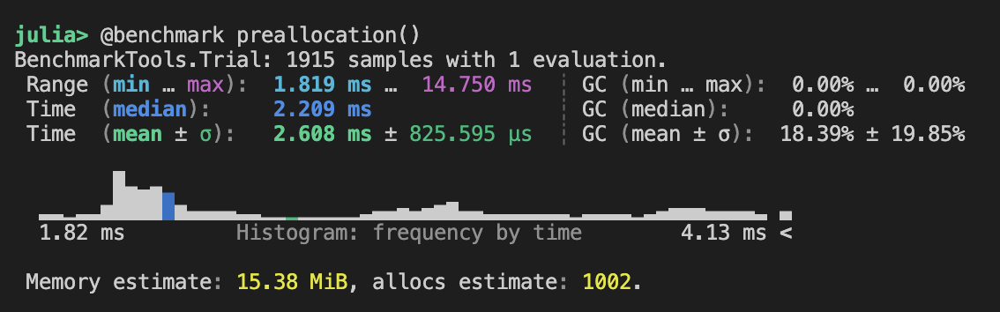 julia> @benchmark preallocation()
BenchmarkTools.Trial: 1915 samples with 1 evaluation.
Range (min … max): 1.819 ms … 14.750 ms ┊ GC (min … max): 0.00% … 0.00%
Time (median): 2.209 ms ┊ GC (median): 0.00%
Time (mean ± σ): 2.608 ms ± 825.595 μs ┊ GC (mean ± σ): 18.39% ± 19.85%
1.82 ms Histogram: frequency by time 4.13 ms <
Memory estimate: 15.38 MiB, allocs estimate: 1002.